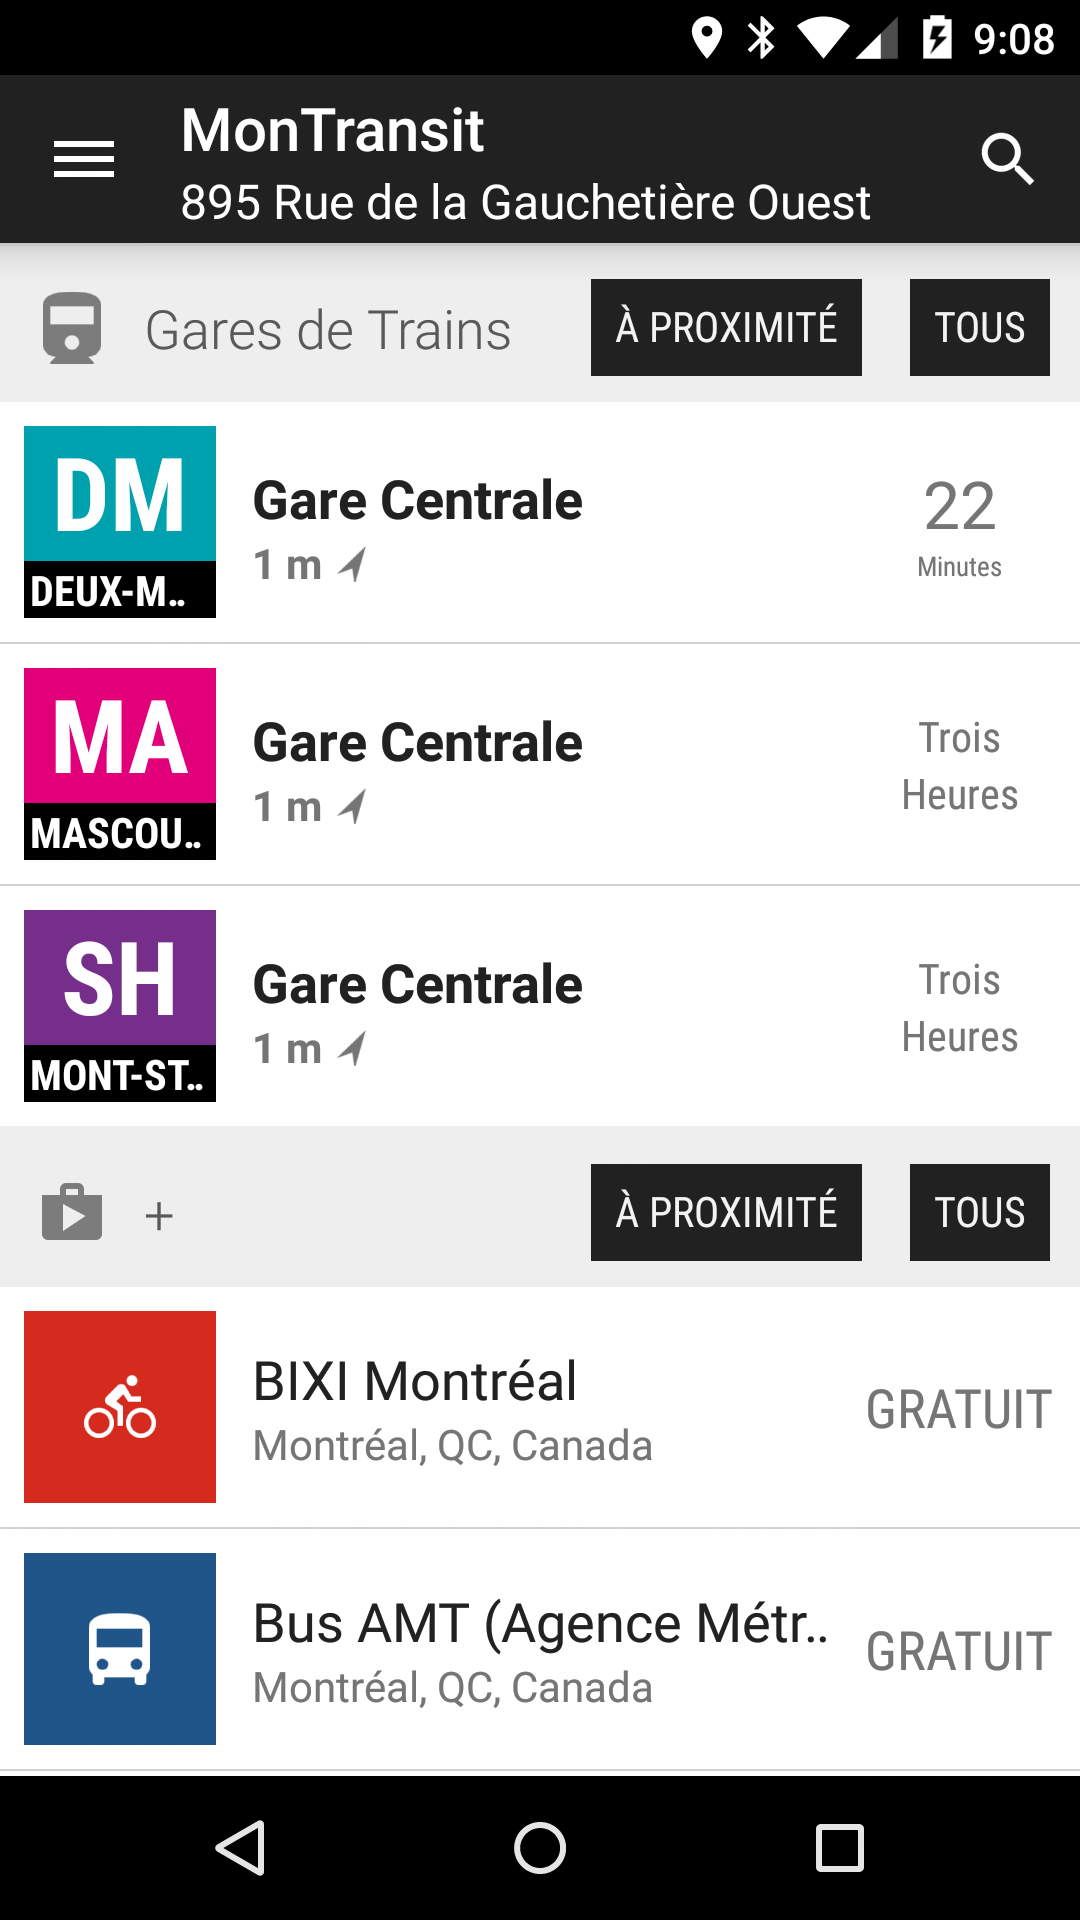 9:08
MonTransit
895 Rue de la Gauchetière Ouest
Gares de Trains À PROXIMITÉ TOUS
DM
DEUX-M..
Gare Centrale
1 m
22
Minutes
MA
MASCOU..
Gare Centrale
1 m
Trois
Heures
SH
MONT-ST..
Gare Centrale
1 m
Trois
Heures
+ À PROXIMITÉ TOUS
BIXI Montréal
Montréal, QC, Canada
GRATUIT
Bus AMT (Agence Métr..
Montréal, QC, Canada
GRATUIT